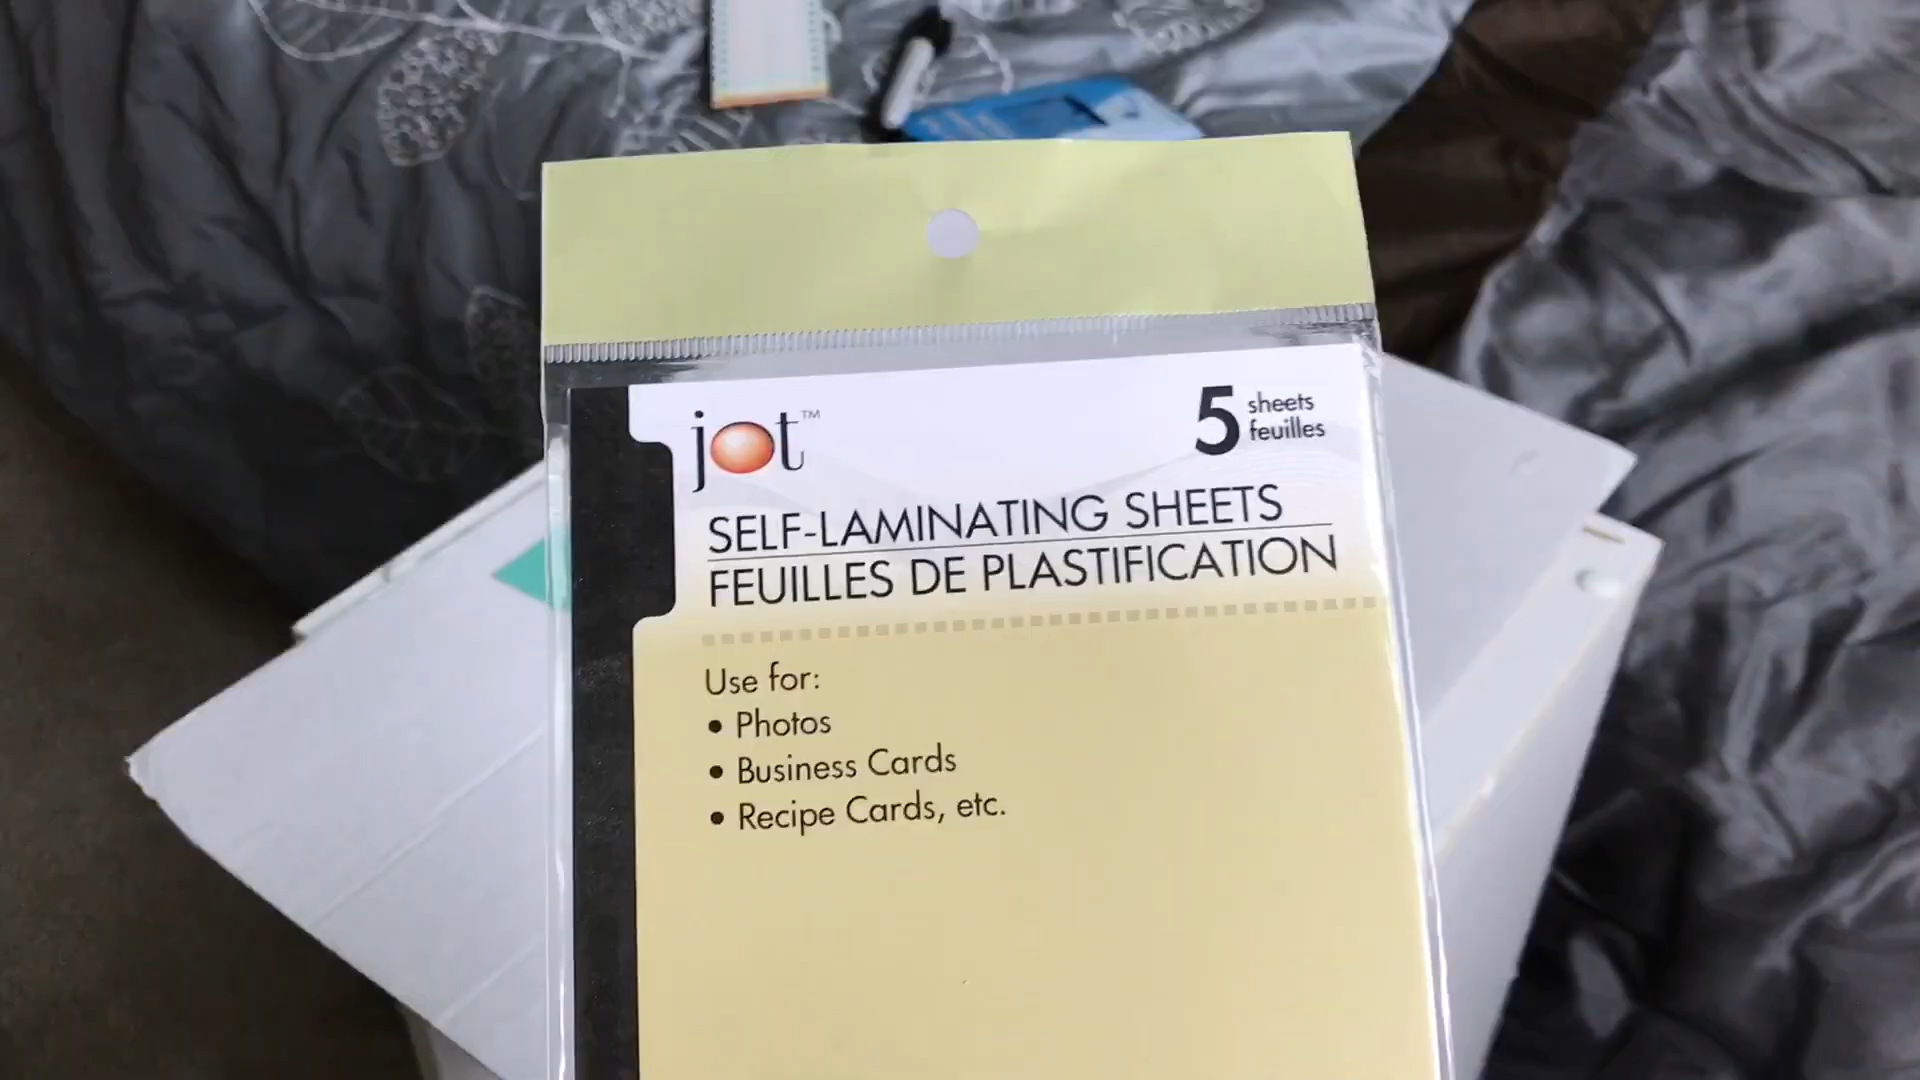 jot™
5 sheets
feuilles
SELF-LAMINATING SHEETS
FEUILLES DE PLASTIFICATION
Use for:
• Photos
• Business Cards
• Recipe Cards, etc.